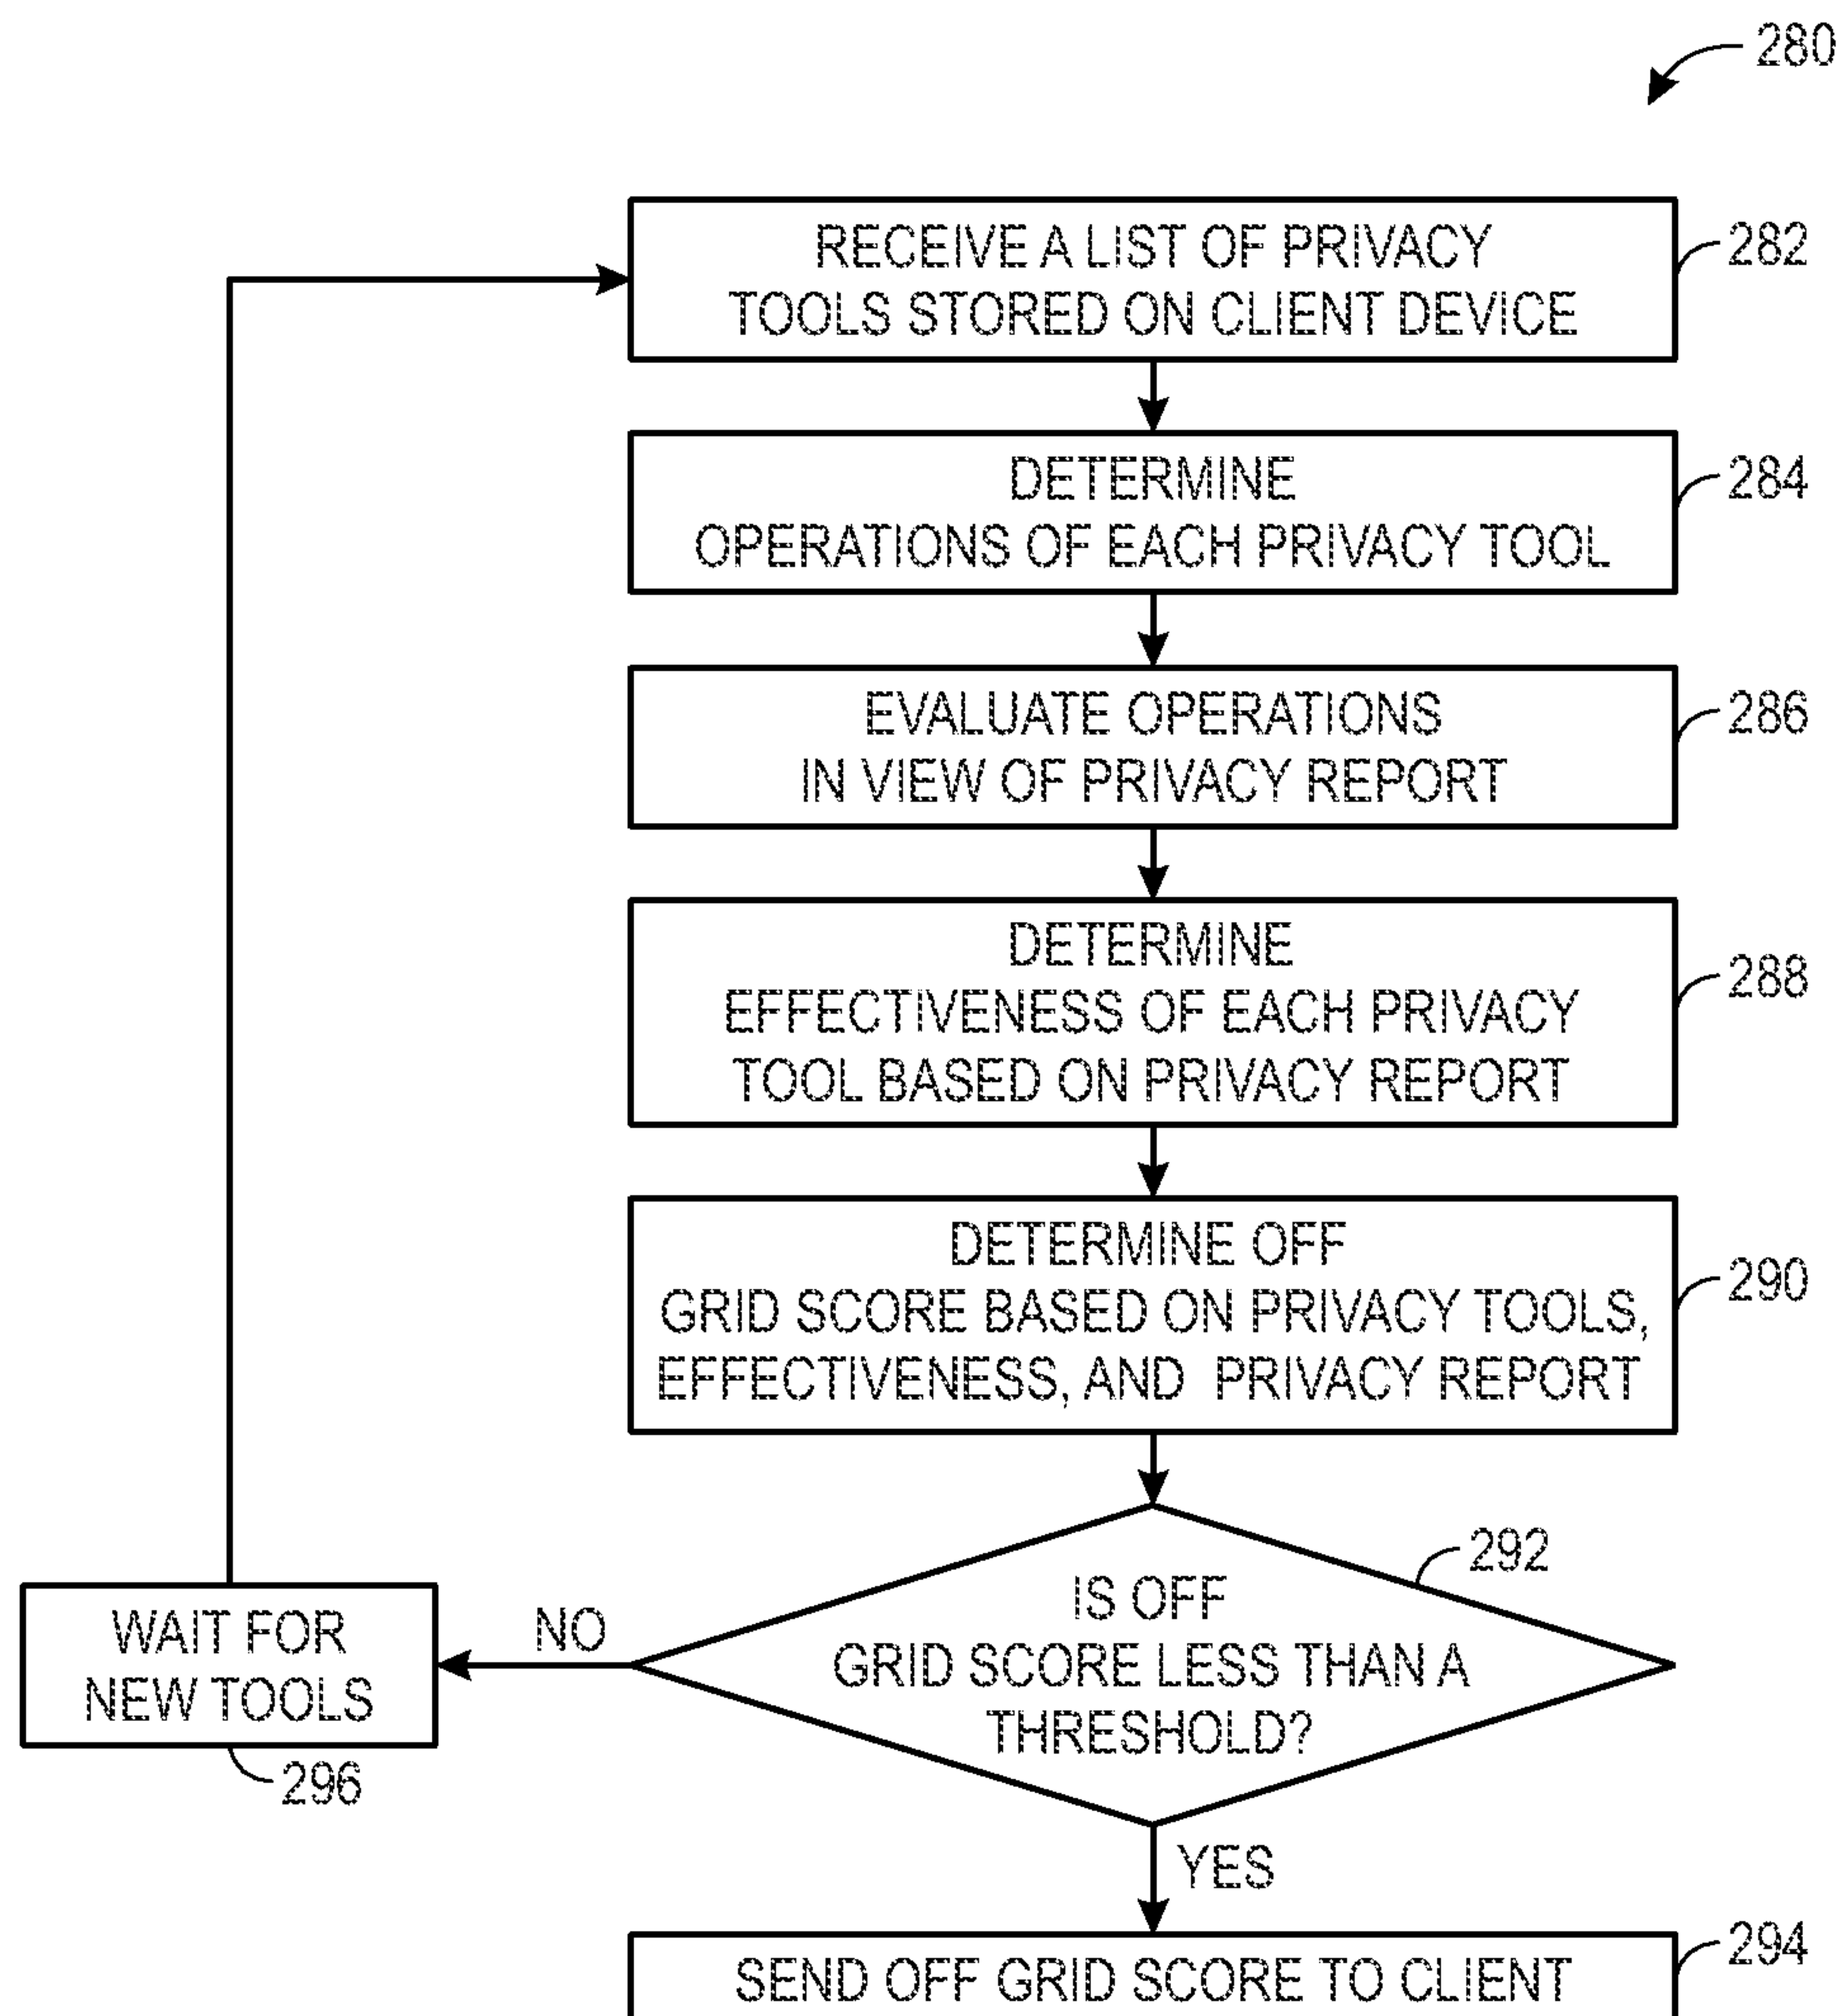 280
RECEIVE A LIST OF PRIVACY
TOOLS STORED ON CLIENT DEVICE
282
DETERMINE
OPERATIONS OF EACH PRIVACY TOOL
284
EVALUATE OPERATIONS
IN VIEW OF PRIVACY REPORT
286
DETERMINE
EFFECTIVENESS OF EACH PRIVACY
TOOL BASED ON PRIVACY REPORT
288
DETERMINE OFF
GRID SCORE BASED ON PRIVACY TOOLS,
EFFECTIVENESS, AND PRIVACY REPORT
290
IS OFF
GRID SCORE LESS THAN A
THRESHOLD?
292
NO
WAIT FOR
NEW TOOLS
296
YES
SEND OFF GRID SCORE TO CLIENT
294